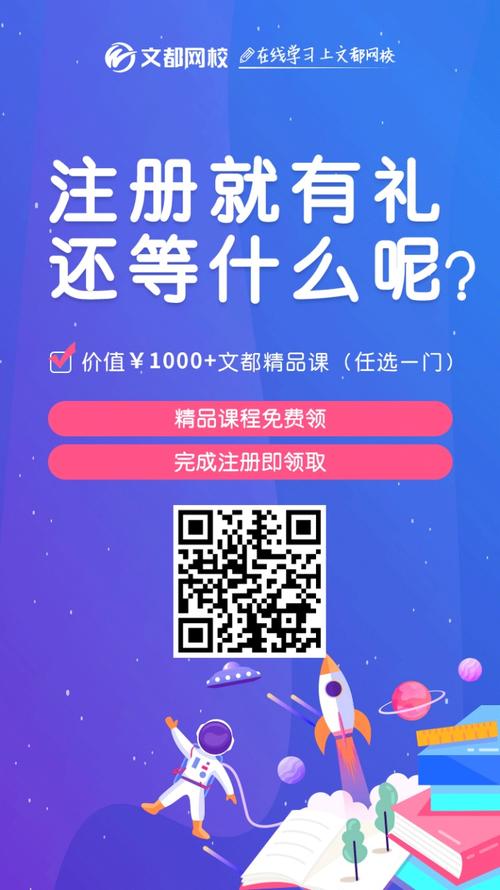 文都网校 在线学习上文都网校
注册就有礼
还等什么呢?
价值￥1000+文都精品课（任选一门）
精品课程免费领
完成注册即领取